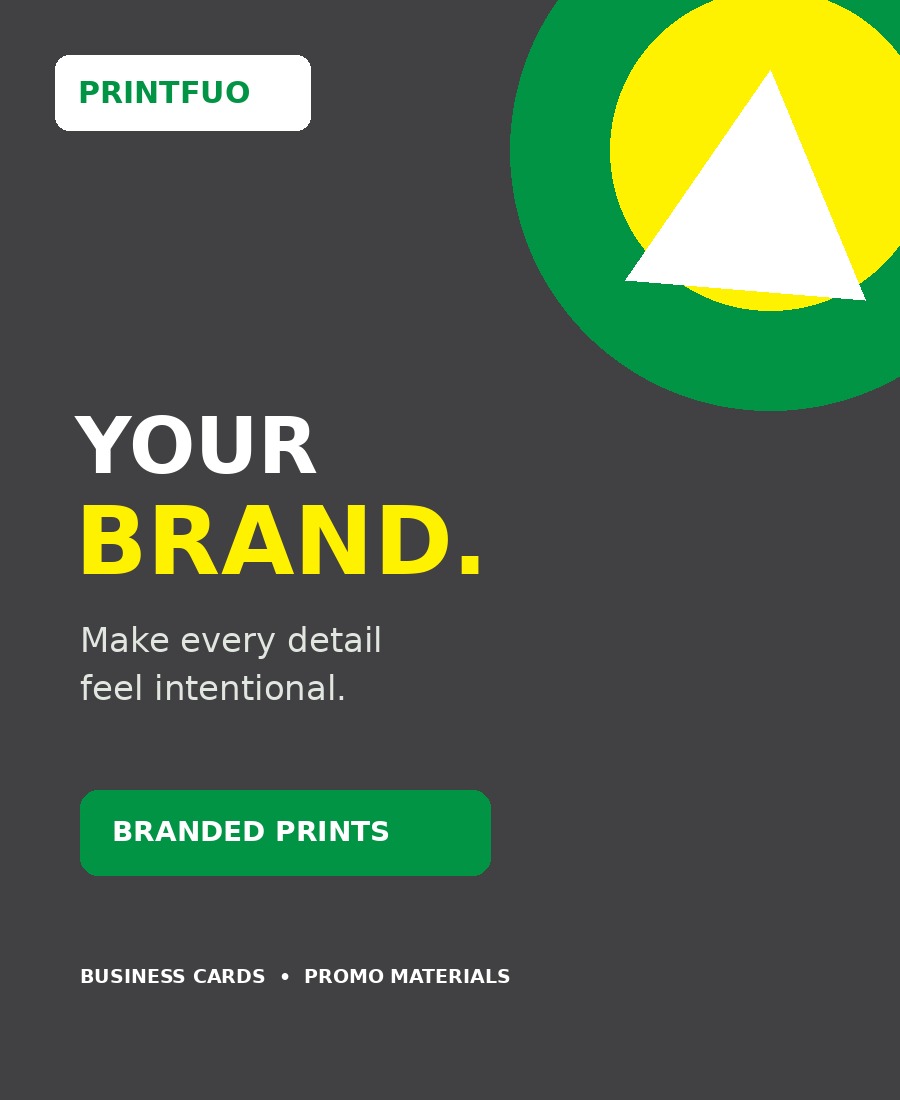 PRINTFUO
YOUR
BRAND.
Make every detail
feel intentional.
BRANDED PRINTS
BUSINESS CARDS • PROMO MATERIALS